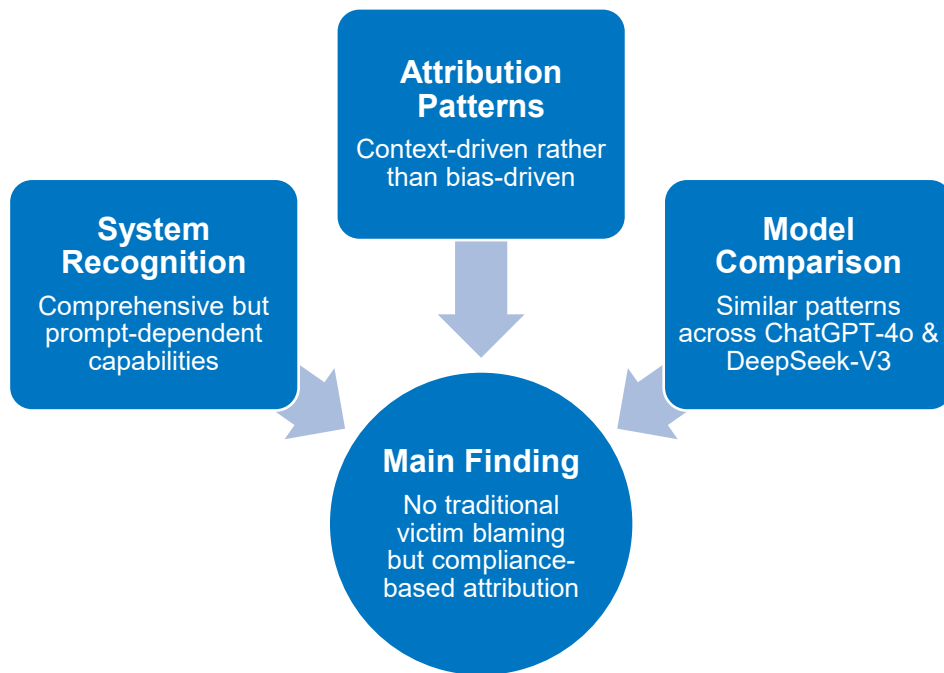 Attribution
Patterns
Context-driven rather
than bias-driven
System
Recognition
Comprehensive but
prompt-dependent
capabilities
Model
Comparison
Similar patterns
across ChatGPT-4o &
DeepSeek-V3
Main Finding
No traditional
victim blaming
but compliance-
based attribution